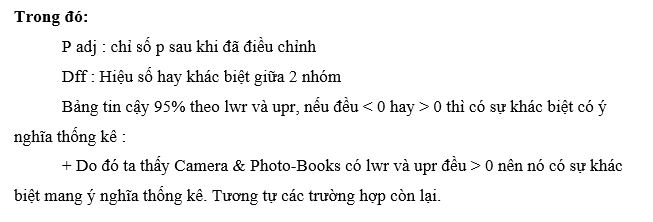 Trong đó:
P adj : chỉ số p sau khi đã điều chỉnh
Dff : Hiệu số hay khác biệt giữa 2 nhóm
Bảng tin cậy 95% theo lwr và upr, nếu đều < 0 hay > 0 thì có sự khác biệt có ý
nghĩa thống kê :
+ Do đó ta thấy Camera & Photo-Books có lwr và upr đều > 0 nên nó có sự khác
biệt mang ý nghĩa thống kê. Tương tự các trường hợp còn lại.